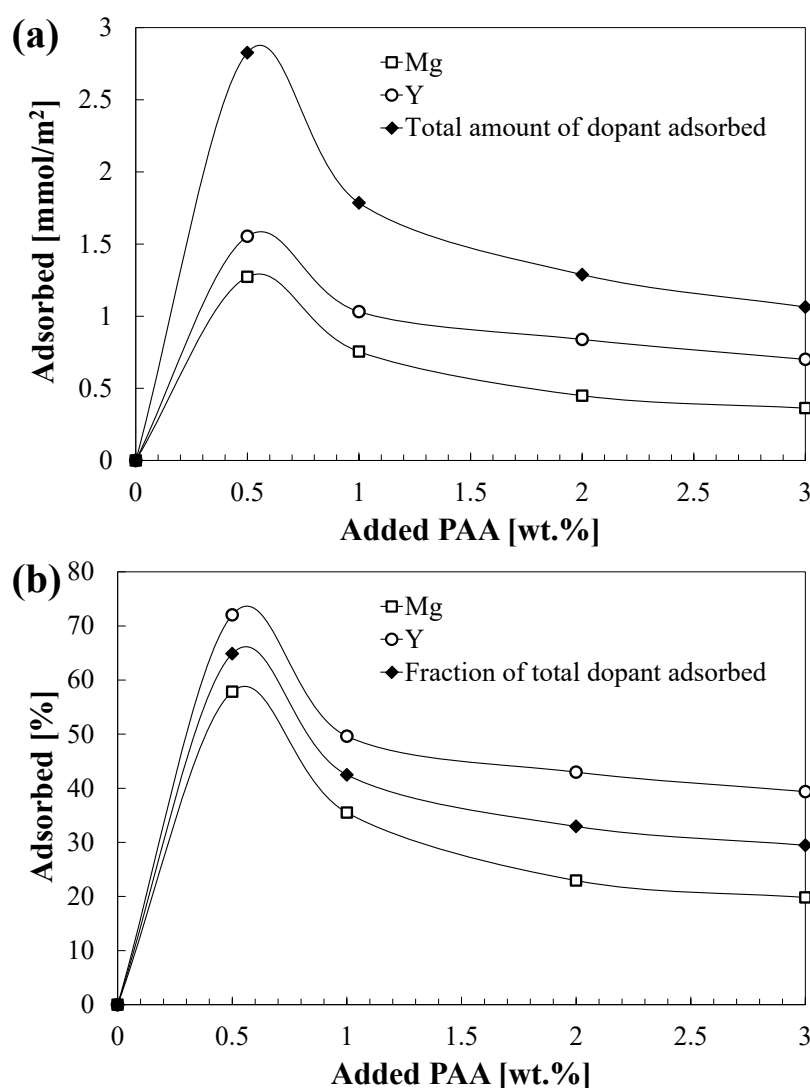 (a)
3
2.5
2
1.5
1
0.5
0
Adsorbed [mmol/m²]
Mg
Y
Total amount of dopant adsorbed
0 0.5 1 1.5 2 2.5 3
Added PAA [wt.%]
(b)
80
70
60
50
40
30
20
10
0
Adsorbed [%]
Mg
Y
Fraction of total dopant adsorbed
0 0.5 1 1.5 2 2.5 3
Added PAA [wt.%]